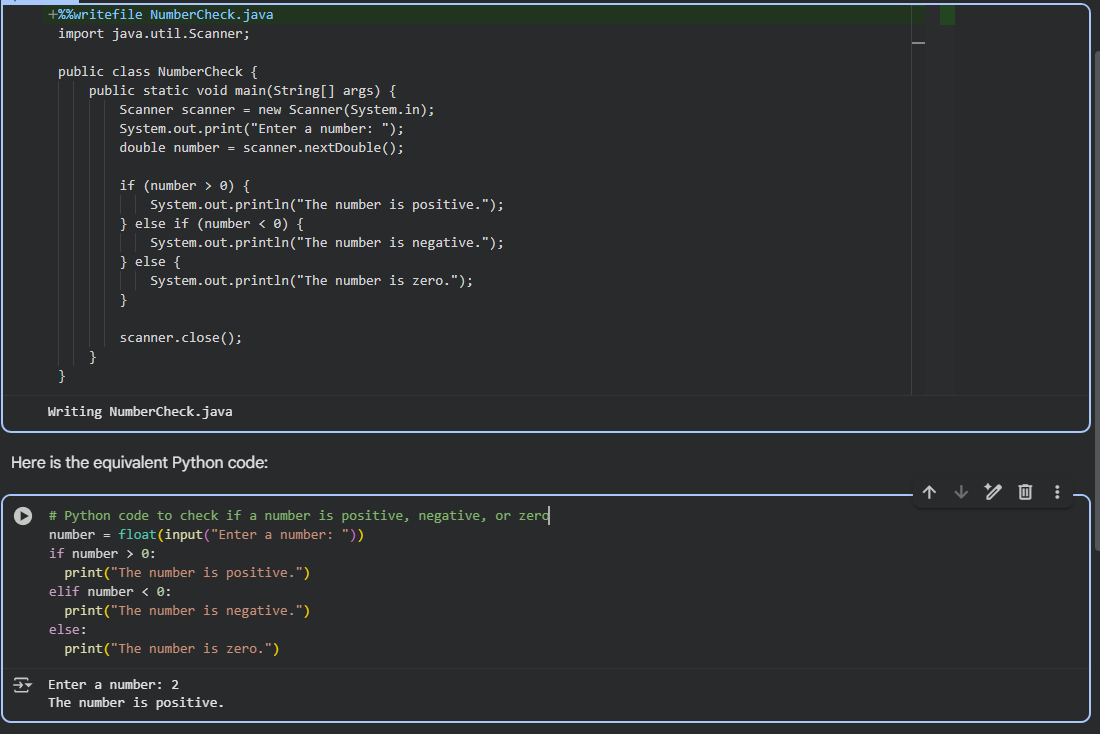 +%%writefile NumberCheck.java
import java.util.Scanner;
public class NumberCheck {
public static void main(String[] args) {
Scanner scanner = new Scanner(System.in);
System.out.print("Enter a number: ");
double number = scanner.nextDouble();
if (number > 0) {
System.out.println("The number is positive.");
} else if (number < 0) {
System.out.println("The number is negative.");
} else {
System.out.println("The number is zero.");
}
scanner.close();
}
}
Writing NumberCheck.java
Here is the equivalent Python code:
# Python code to check if a number is positive, negative, or zero
number = float(input("Enter a number: "))
if number > 0:
print("The number is positive.")
elif number < 0:
print("The number is negative.")
else:
print("The number is zero.")
Enter a number: 2
The number is positive.